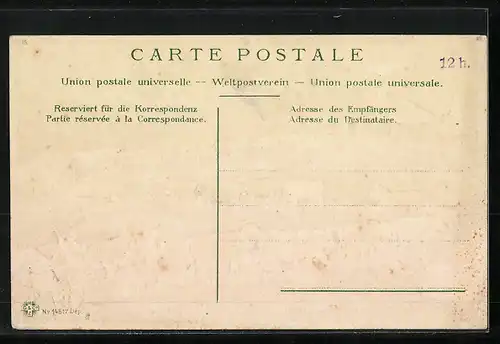 CARTE POSTALE
12 h.
Union postale universelle -- Weltpostverein — Union postale universale.
Reserviert für die Korrespondenz
Partie réservée à la Correspondance.
Adresse des Empfängers
Adresse du Destinataire.
Dep.